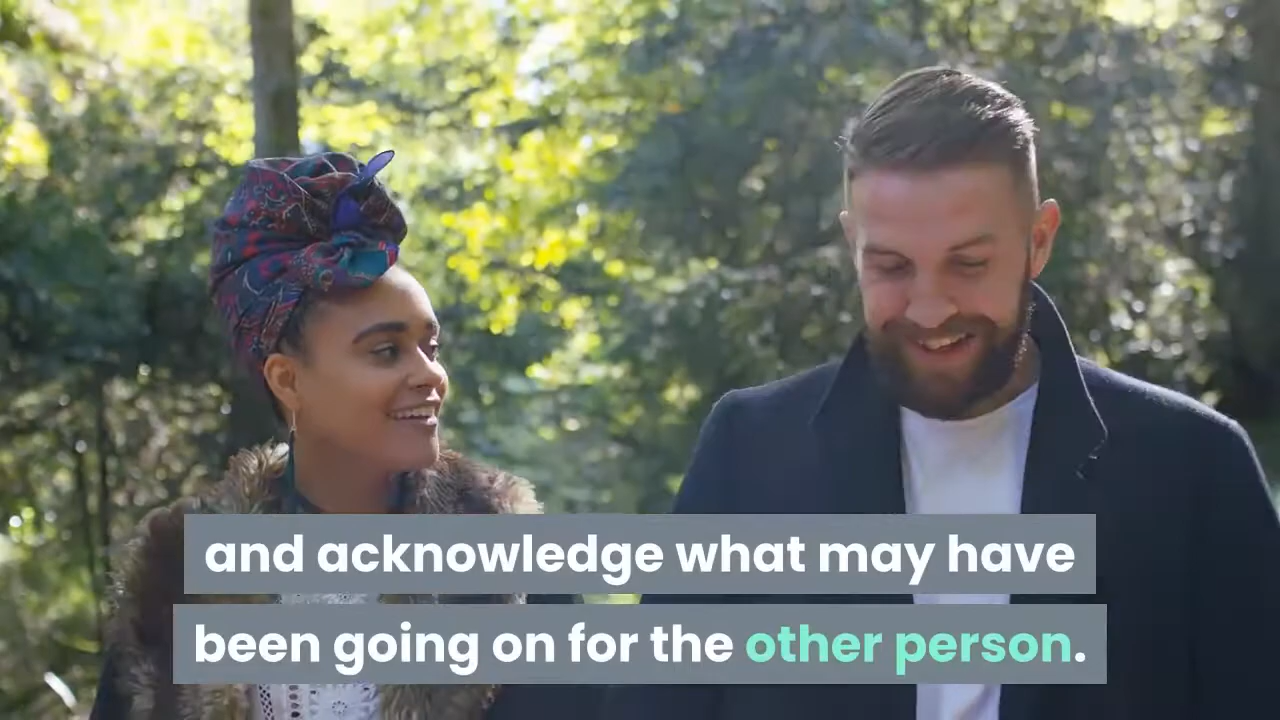 and acknowledge what may have
been going on for the other person.